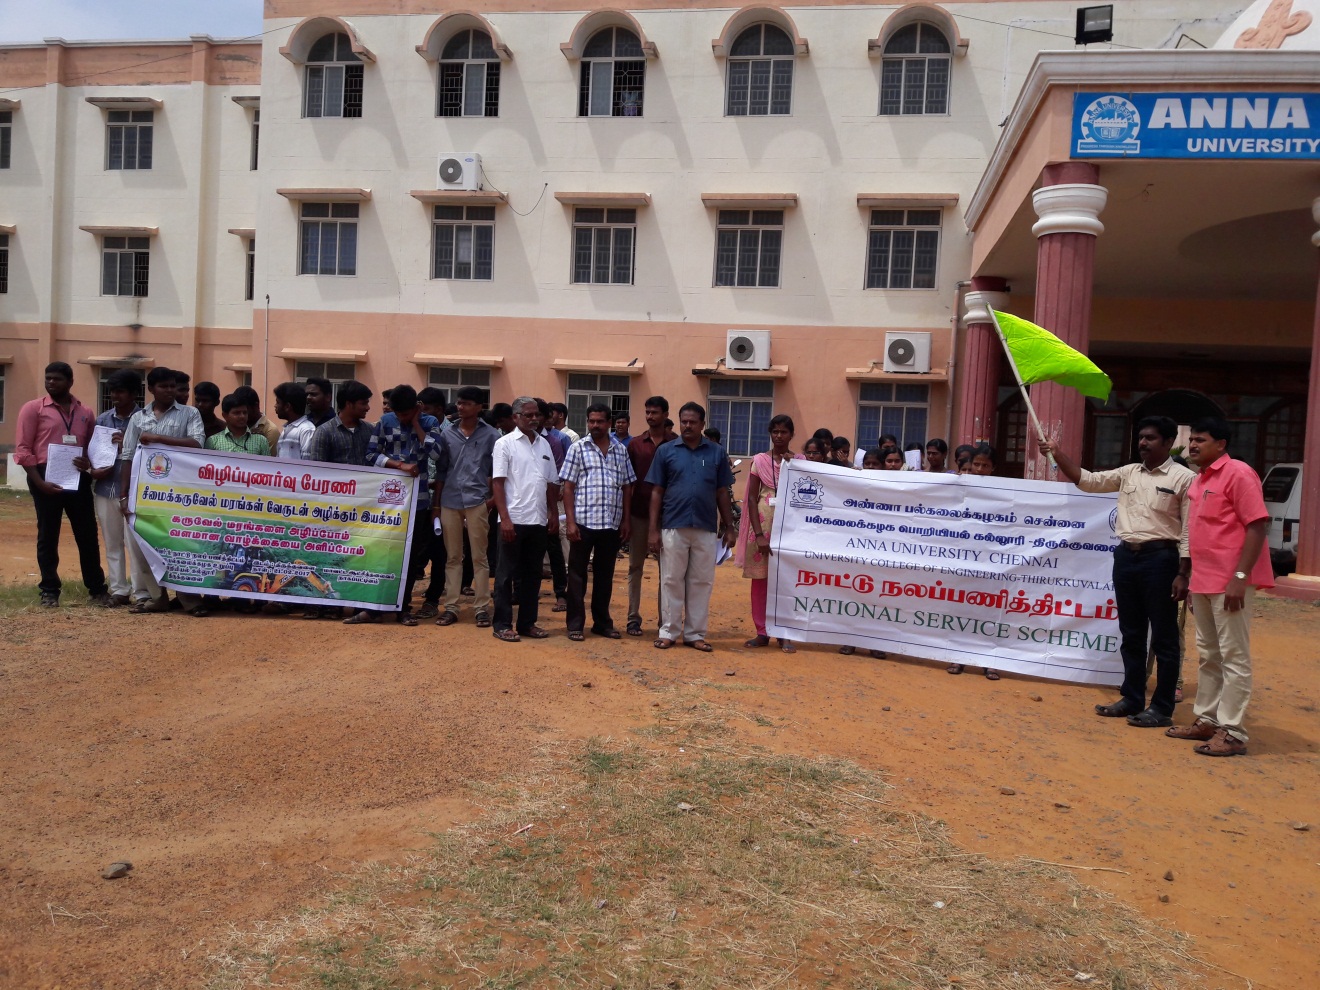 ANNA
UNIVERSITY
விழிப்புணர்வு பேரணி
சீமைக்கருவேல் மரங்கள் வேருடன் அழிக்கும் இயக்கம்
கருவேல் மரங்களை அழிப்போம்
வளமான வாழ்க்கையை அளிப்போம்
அண்ணா பல்கலைக்கழகம் சென்னை
பல்கலைக்கழக பொறியியல் கல்லூரி -திருக்குவளை
ANNA UNIVERSITY CHENNAI
UNIVERSITY COLLEGE OF ENGINEERING-THIRUKKUVALAI
நாட்டு நலப்பணித்திட்டம்
NATIONAL SERVICE SCHEME